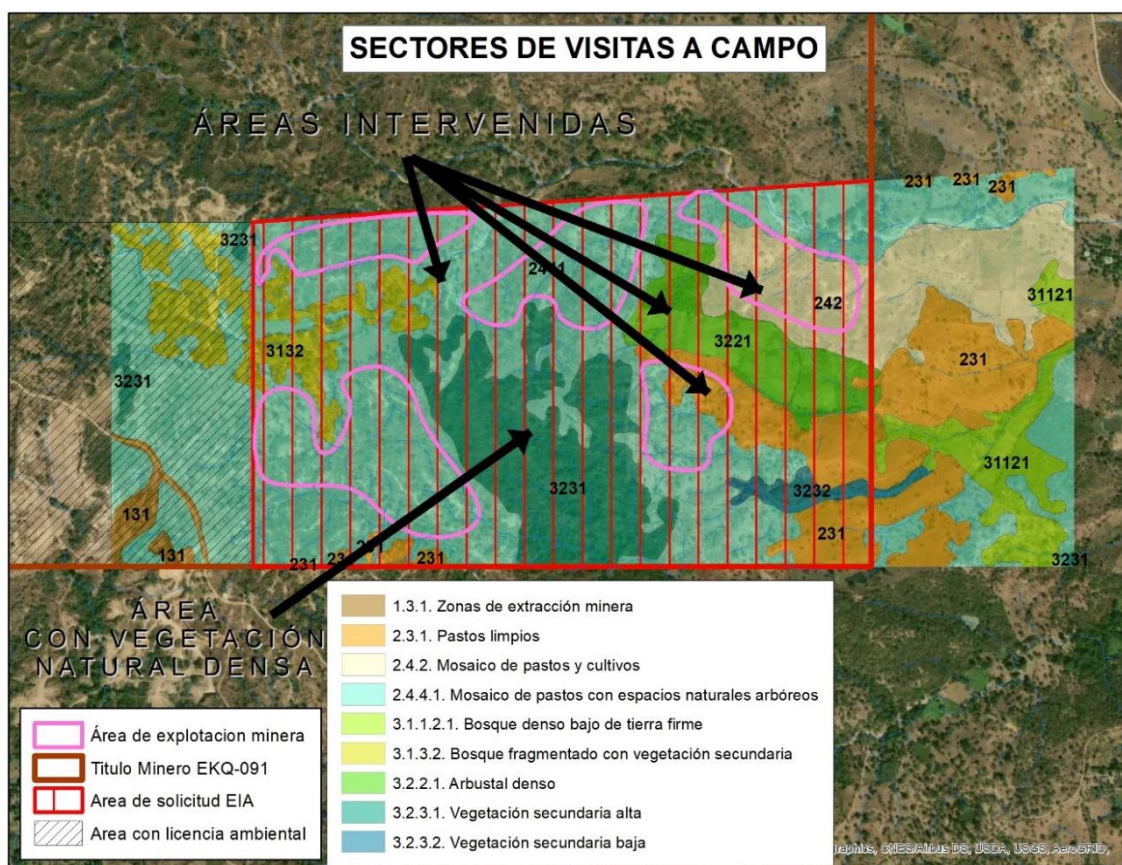 SECTORES DE VISITAS A CAMPO
ÁREAS INTERVENIDAS
231
231
231
3231
2441
242
31121
3132
3221
231
3231
31121
3231
3232
131
131
231
231
231
231
3231
ÁREA
CON VEGETACIÓN
NATURAL DENSA
1.3.1. Zonas de extracción minera
2.3.1. Pastos limpios
2.4.2. Mosaico de pastos y cultivos
2.4.4.1. Mosaico de pastos con espacios naturales arbóreos
3.1.1.2.1. Bosque denso bajo de tierra firme
3.1.3.2. Bosque fragmentado con vegetación secundaria
3.2.2.1. Arbustal denso
3.2.3.1. Vegetación secundaria alta
3.2.3.2. Vegetación secundaria baja
Área de explotacion minera
Titulo Minero EKQ-091
Area de solicitud EIA
Area con licencia ambiental
CNES/Airbus DS, USDA, USGS, AeroGRID,